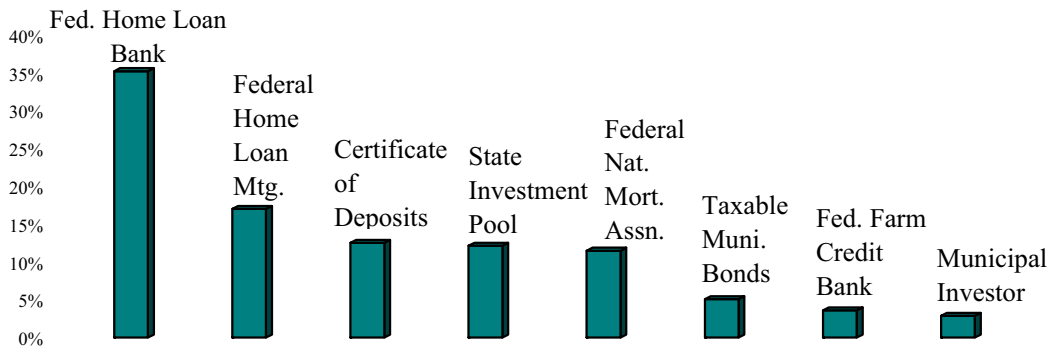 40%
35%
30%
25%
20%
15%
10%
5%
0%
Fed. Home Loan
Bank
Federal
Home
Loan
Mtg.
Certificate
of
Deposits
State
Investment
Pool
Federal
Nat.
Mort.
Assn.
Taxable
Muni.
Bonds
Fed. Farm
Credit
Bank
Municipal
Investor